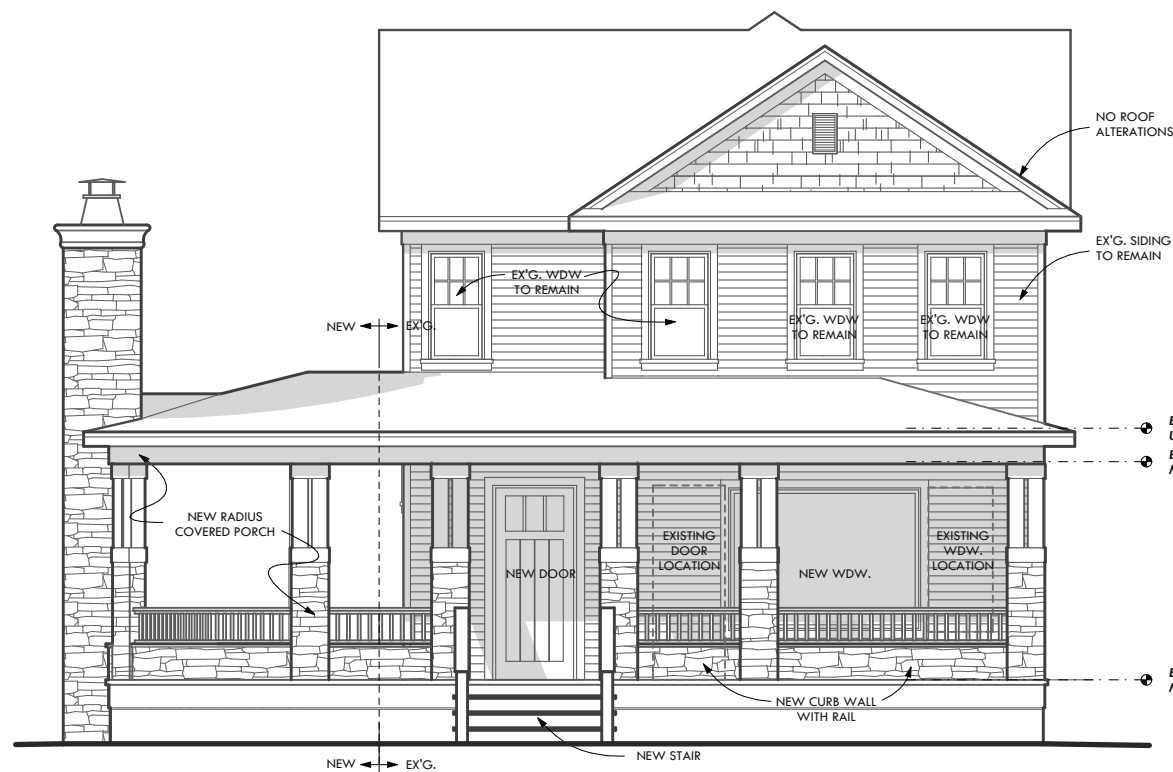 NO ROOF
ALTERATIONS
EX'G. SIDING
TO REMAIN
EX'G. WDW
TO REMAIN
EX'G. WDW
TO REMAIN
EX'G. WDW
TO REMAIN
NEW
EX'G.
NEW RADIUS
COVERED PORCH
EXISTING
DOOR
LOCATION
EXISTING
WDW.
LOCATION
NEW DOOR
NEW WDW.
NEW CURB WALL
WITH RAIL
NEW STAIR
NEW
EX'G.